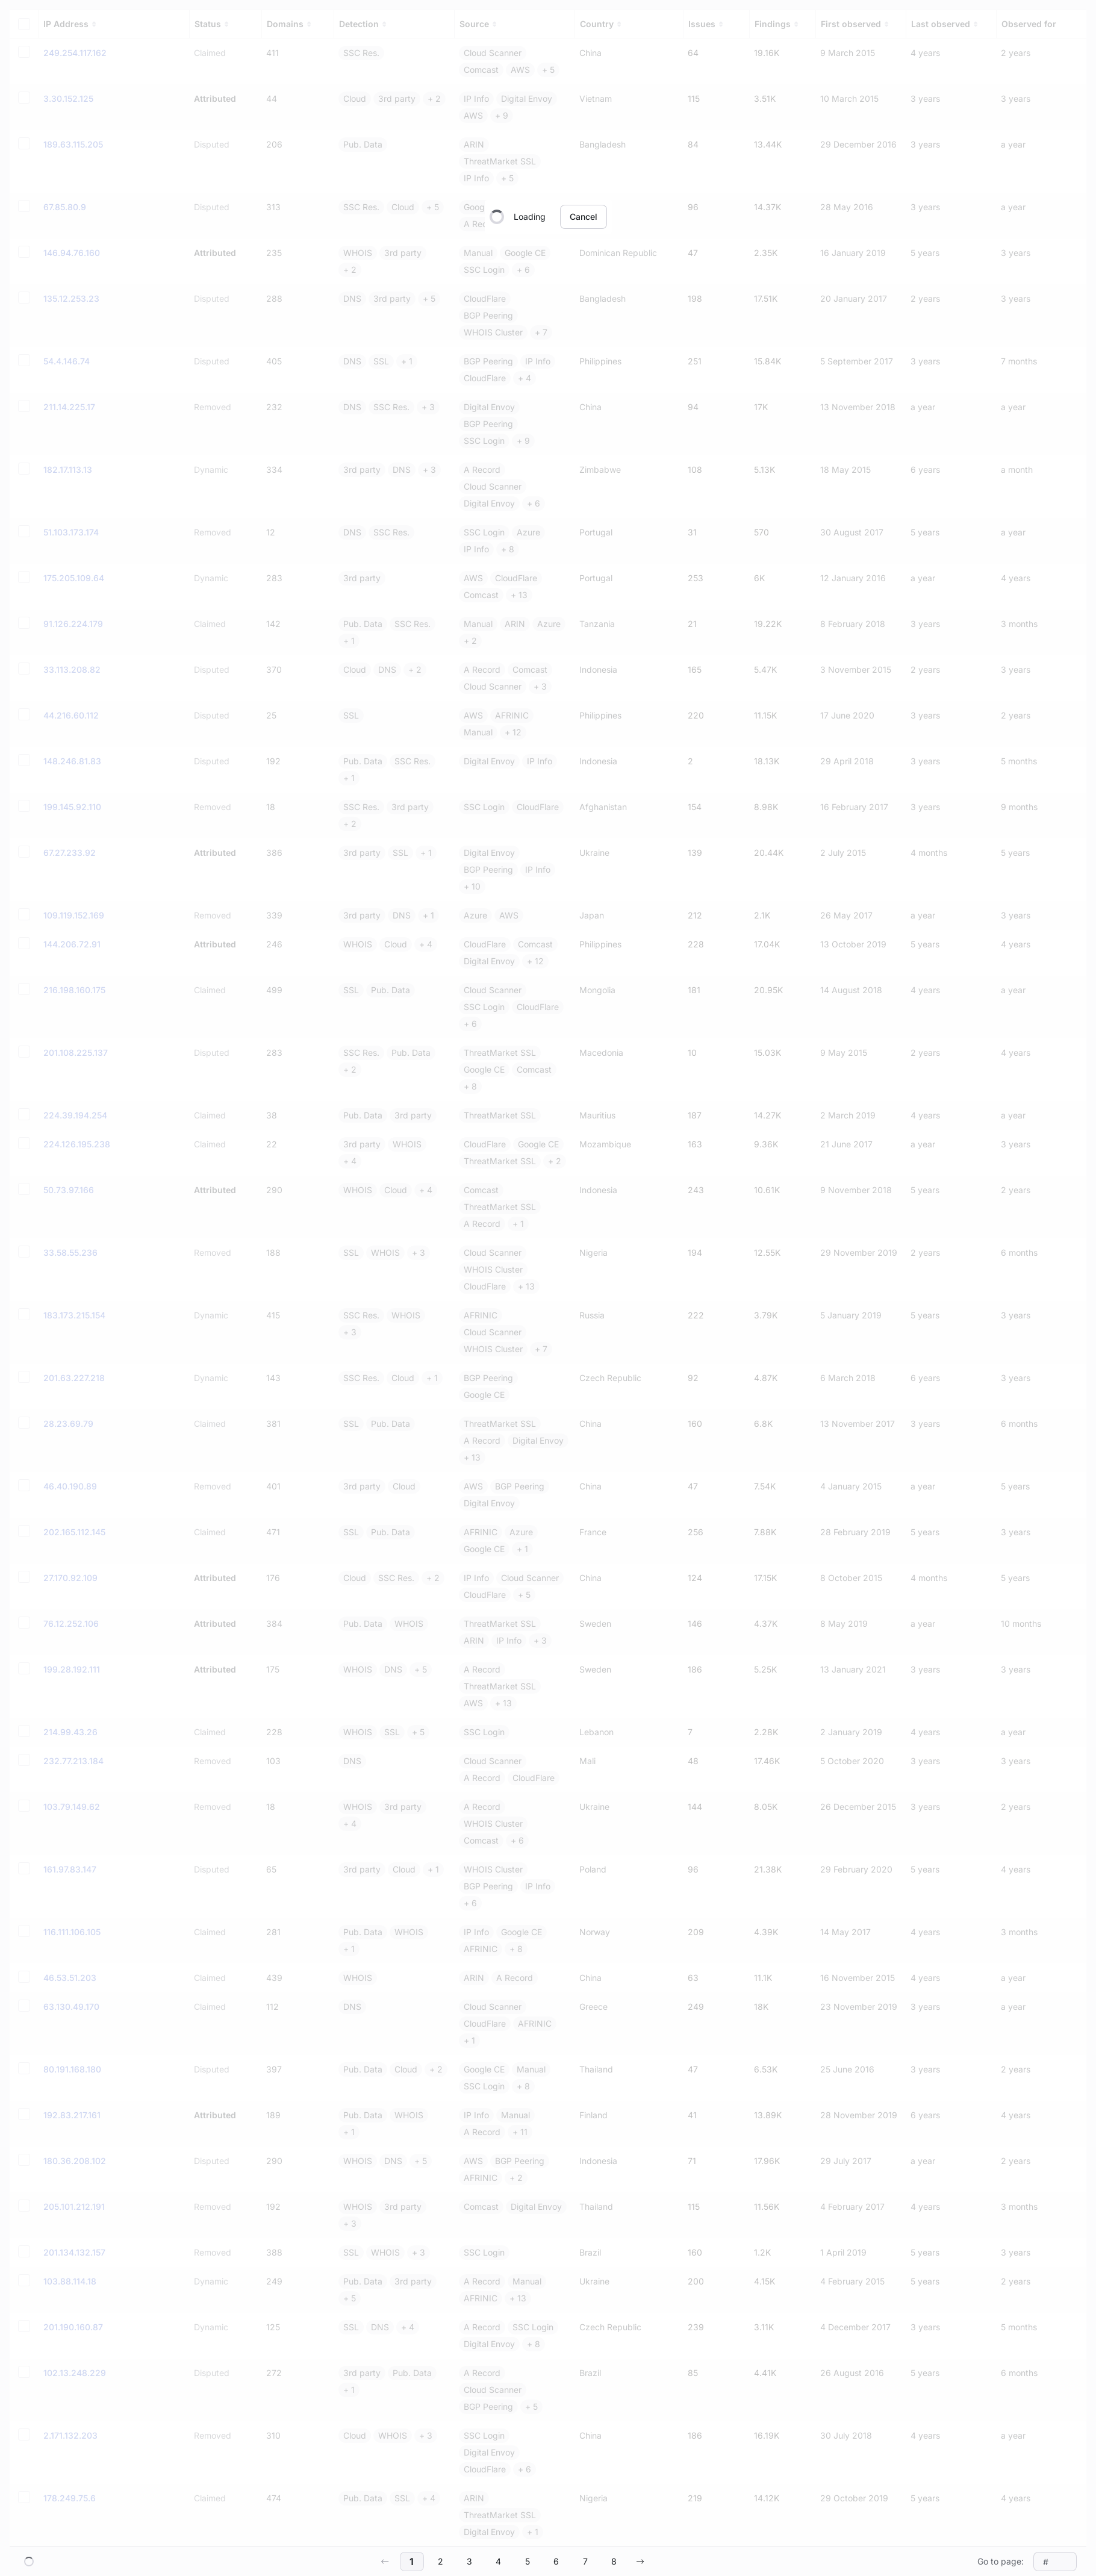 IP Address Status Domains Detection Source Country Issues Findings First observed Last observed Observed for
249.254.117.162 Claimed 411 SSC Res. Cloud Scanner China 64 19.16K 9 March 2015 4 years 2 years
Comcast AWS + 5
3.30.152.125 Attributed 44 Cloud 3rd party + 2 IP Info Digital Envoy Vietnam 115 3.51K 10 March 2015 3 years 3 years
AWS + 9
189.63.115.205 Disputed 206 Pub. Data ARIN Bangladesh 84 13.44K 29 December 2016 3 years a year
ThreatMarket SSL
IP Info + 5
67.85.80.9 Disputed 313 SSC Res. Cloud + 5 Goog 96 14.37K 28 May 2016 3 years a year
Loading Cancel
A Rec
146.94.76.160 Attributed 235 WHOIS 3rd party Manual Google CE Dominican Republic 47 2.35K 16 January 2019 5 years 3 years
+ 2 SSC Login + 6
135.12.253.23 Disputed 288 DNS 3rd party + 5 CloudFlare Bangladesh 198 17.51K 20 January 2017 2 years 3 years
BGP Peering
WHOIS Cluster + 7
54.4.146.74 Disputed 405 DNS SSL + 1 BGP Peering IP Info Philippines 251 15.84K 5 September 2017 3 years 7 months
CloudFlare + 4
211.14.225.17 Removed 232 DNS SSC Res. + 3 Digital Envoy China 94 17K 13 November 2018 a year a year
BGP Peering
SSC Login + 9
182.17.113.13 Dynamic 334 3rd party DNS + 3 A Record Zimbabwe 108 5.13K 18 May 2015 6 years a month
Cloud Scanner
Digital Envoy + 6
51.103.173.174 Removed 12 DNS SSC Res. SSC Login Azure Portugal 31 570 30 August 2017 5 years a year
IP Info + 8
175.205.109.64 Dynamic 283 3rd party AWS CloudFlare Portugal 253 6K 12 January 2016 a year 4 years
Comcast + 13
91.126.224.179 Claimed 142 Pub. Data SSC Res. Manual ARIN Azure Tanzania 21 19.22K 8 February 2018 3 years 3 months
+ 1 + 2
33.113.208.82 Disputed 370 Cloud DNS + 2 A Record Comcast Indonesia 165 5.47K 3 November 2015 2 years 3 years
Cloud Scanner + 3
44.216.60.112 Disputed 25 SSL AWS AFRINIC Philippines 220 11.15K 17 June 2020 3 years 2 years
Manual + 12
148.246.81.83 Disputed 192 Pub. Data SSC Res. Digital Envoy IP Info Indonesia 2 18.13K 29 April 2018 3 years 5 months
+ 1
199.145.92.110 Removed 18 SSC Res. 3rd party SSC Login CloudFlare Afghanistan 154 8.98K 16 February 2017 3 years 9 months
+ 2
67.27.233.92 Attributed 386 3rd party SSL + 1 Digital Envoy Ukraine 139 20.44K 2 July 2015 4 months 5 years
BGP Peering IP Info
+ 10
109.119.152.169 Removed 339 3rd party DNS + 1 Azure AWS Japan 212 2.1K 26 May 2017 a year 3 years
144.206.72.91 Attributed 246 WHOIS Cloud + 4 CloudFlare Comcast Philippines 228 17.04K 13 October 2019 5 years 4 years
Digital Envoy + 12
216.198.160.175 Claimed 499 SSL Pub. Data Cloud Scanner Mongolia 181 20.95K 14 August 2018 4 years a year
SSC Login CloudFlare
+ 6
201.108.225.137 Disputed 283 SSC Res. Pub. Data ThreatMarket SSL Macedonia 10 15.03K 9 May 2015 2 years 4 years
+ 2 Google CE Comcast
+ 8
224.39.194.254 Claimed 38 Pub. Data 3rd party ThreatMarket SSL Mauritius 187 14.27K 2 March 2019 4 years a year
224.126.195.238 Claimed 22 3rd party WHOIS CloudFlare Google CE Mozambique 163 9.36K 21 June 2017 a year 3 years
+ 4 ThreatMarket SSL + 2
50.73.97.166 Attributed 290 WHOIS Cloud + 4 Comcast Indonesia 243 10.61K 9 November 2018 5 years 2 years
ThreatMarket SSL
A Record + 1
33.58.55.236 Removed 188 SSL WHOIS + 3 Cloud Scanner Nigeria 194 12.55K 29 November 2019 2 years 6 months
WHOIS Cluster
CloudFlare + 13
183.173.215.154 Dynamic 415 SSC Res. WHOIS AFRINIC Russia 222 3.79K 5 January 2019 5 years 3 years
+ 3 Cloud Scanner
WHOIS Cluster + 7
201.63.227.218 Dynamic 143 SSC Res. Cloud + 1 BGP Peering Czech Republic 92 4.87K 6 March 2018 6 years 3 years
Google CE
28.23.69.79 Claimed 381 SSL Pub. Data ThreatMarket SSL China 160 6.8K 13 November 2017 3 years 6 months
A Record Digital Envoy
+ 13
46.40.190.89 Removed 401 3rd party Cloud AWS BGP Peering China 47 7.54K 4 January 2015 a year 5 years
Digital Envoy
202.165.112.145 Claimed 471 SSL Pub. Data AFRINIC Azure France 256 7.88K 28 February 2019 5 years 3 years
Google CE + 1
27.170.92.109 Attributed 176 Cloud SSC Res. + 2 IP Info Cloud Scanner China 124 17.15K 8 October 2015 4 months 5 years
CloudFlare + 5
76.12.252.106 Attributed 384 Pub. Data WHOIS ThreatMarket SSL Sweden 146 4.37K 8 May 2019 a year 10 months
ARIN IP Info + 3
199.28.192.111 Attributed 175 WHOIS DNS + 5 A Record Sweden 186 5.25K 13 January 2021 3 years 3 years
ThreatMarket SSL
AWS + 13
214.99.43.26 Claimed 228 WHOIS SSL + 5 SSC Login Lebanon 7 2.28K 2 January 2019 4 years a year
232.77.213.184 Removed 103 DNS Cloud Scanner Mali 48 17.46K 5 October 2020 3 years 3 years
A Record CloudFlare
103.79.149.62 Removed 18 WHOIS 3rd party A Record Ukraine 144 8.05K 26 December 2015 3 years 2 years
+ 4 WHOIS Cluster
Comcast + 6
161.97.83.147 Disputed 65 3rd party Cloud + 1 WHOIS Cluster Poland 96 21.38K 29 February 2020 5 years 4 years
BGP Peering IP Info
+ 6
116.111.106.105 Claimed 281 Pub. Data WHOIS IP Info Google CE Norway 209 4.39K 14 May 2017 4 years 3 months
+ 1 AFRINIC + 8
46.53.51.203 Claimed 439 WHOIS ARIN A Record China 63 11.1K 16 November 2015 4 years a year
63.130.49.170 Claimed 112 DNS Cloud Scanner Greece 249 18K 23 November 2019 3 years a year
CloudFlare AFRINIC
+ 1
80.191.168.180 Disputed 397 Pub. Data Cloud + 2 Google CE Manual Thailand 47 6.53K 25 June 2016 3 years 2 years
SSC Login + 8
192.83.217.161 Attributed 189 Pub. Data WHOIS IP Info Manual Finland 41 13.89K 28 November 2019 6 years 4 years
+ 1 A Record + 11
180.36.208.102 Disputed 290 WHOIS DNS + 5 AWS BGP Peering Indonesia 71 17.96K 29 July 2017 a year 2 years
AFRINIC + 2
205.101.212.191 Removed 192 WHOIS 3rd party Comcast Digital Envoy Thailand 115 11.56K 4 February 2017 4 years 3 months
+ 3
201.134.132.157 Removed 388 SSL WHOIS + 3 SSC Login Brazil 160 1.2K 1 April 2019 5 years 3 years
103.88.114.18 Dynamic 249 Pub. Data 3rd party A Record Manual Ukraine 200 4.15K 4 February 2015 5 years 2 years
+ 5 AFRINIC + 13
201.190.160.87 Dynamic 125 SSL DNS + 4 A Record SSC Login Czech Republic 239 3.11K 4 December 2017 3 years 5 months
Digital Envoy + 8
102.13.248.229 Disputed 272 3rd party Pub. Data A Record Brazil 85 4.41K 26 August 2016 5 years 6 months
+ 1 Cloud Scanner
BGP Peering + 5
2.171.132.203 Removed 310 Cloud WHOIS + 3 SSC Login China 186 16.19K 30 July 2018 4 years a year
Digital Envoy
CloudFlare + 6
178.249.75.6 Claimed 474 Pub. Data SSL + 4 ARIN Nigeria 219 14.12K 29 October 2019 5 years 4 years
ThreatMarket SSL
Digital Envoy + 1
← 1 2 3 4 5 6 7 8 → Go to page: #